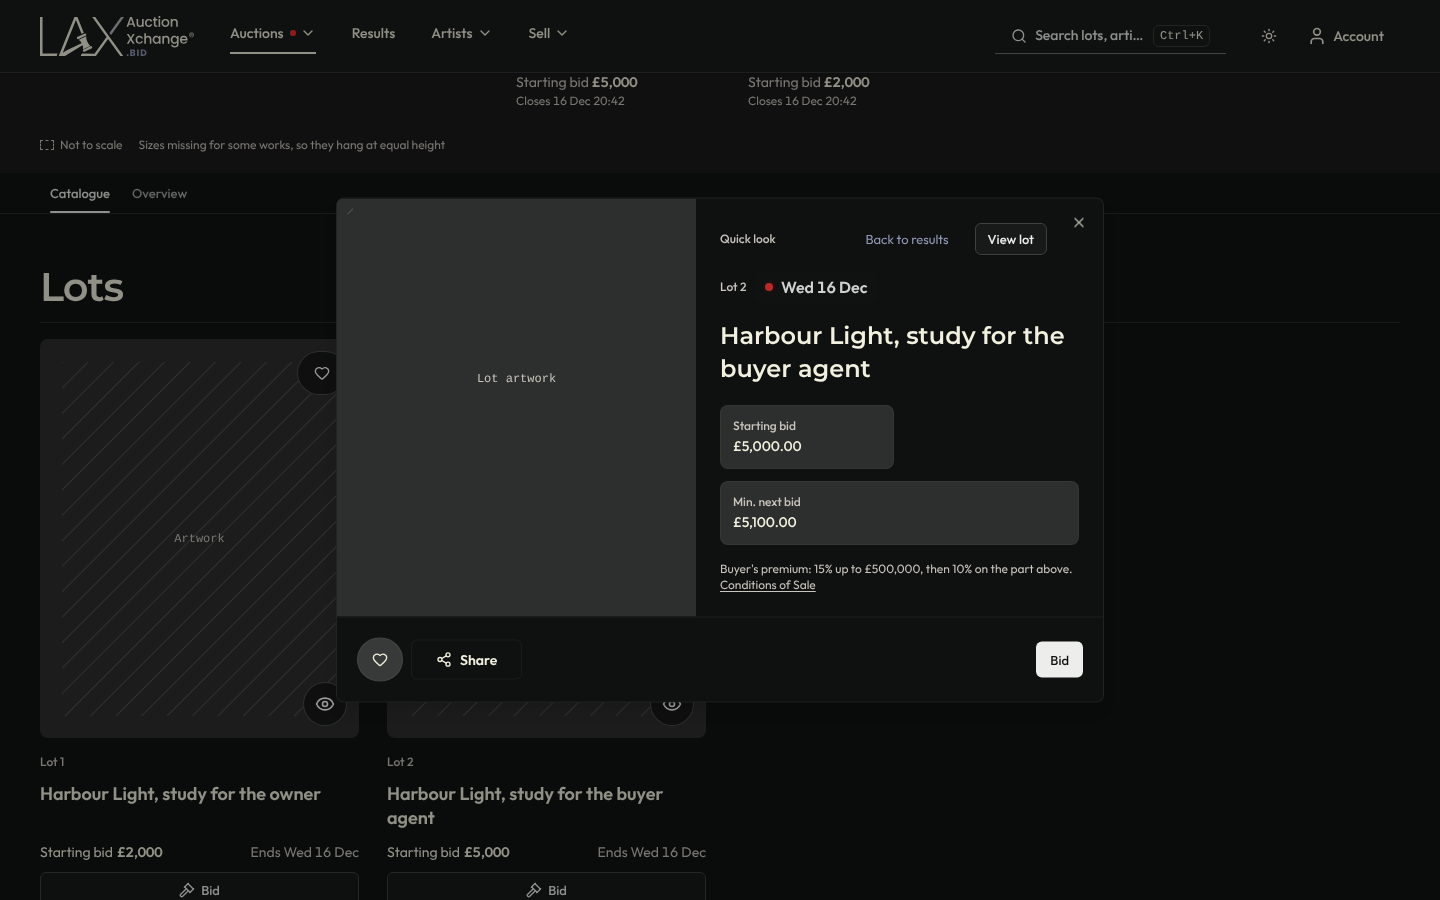 LAX Auction Xchange® .BID
Auctions
Results
Artists
Sell
Search lots, arti...
Ctrl+K
Account
Starting bid £5,000
Closes 16 Dec 20:42
Starting bid £2,000
Closes 16 Dec 20:42
Not to scale
Sizes missing for some works, so they hang at equal height
Catalogue
Overview
Lots
Artwork
Lot artwork
Quick look
Back to results
View lot
Lot 2
Wed 16 Dec
Harbour Light, study for the
buyer agent
Starting bid
£5,000.00
Min. next bid
£5,100.00
Buyer's premium: 15% up to £500,000, then 10% on the part above.
Conditions of Sale
Share
Bid
Lot 1
Harbour Light, study for the owner
Starting bid £2,000
Ends Wed 16 Dec
Bid
Lot 2
Harbour Light, study for the buyer
agent
Starting bid £5,000
Ends Wed 16 Dec
Bid